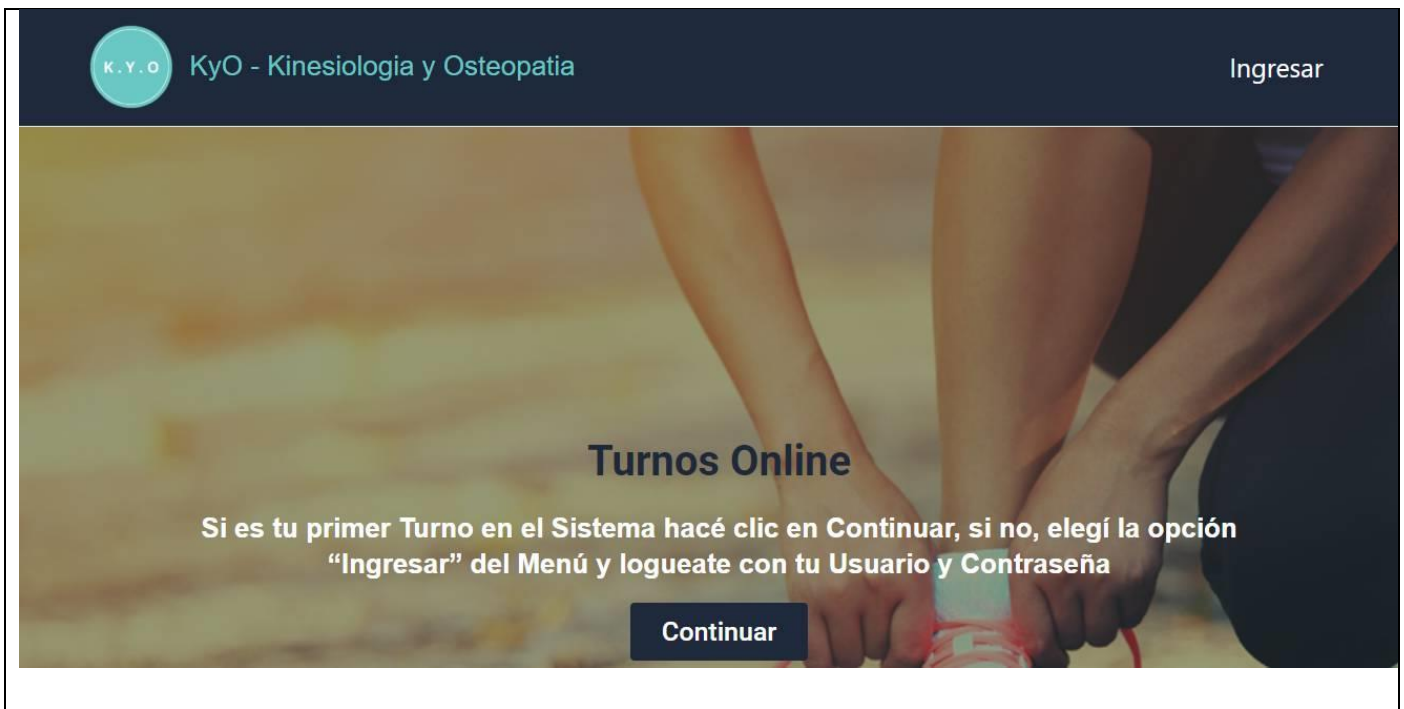 K.Y.O
KyO - Kinesiologia y Osteopatia
Ingresar
Turnos Online
Si es tu primer Turno en el Sistema hacé clic en Continuar, si no, elegí la opción
“Ingresar” del Menú y logueate con tu Usuario y Contraseña
Continuar